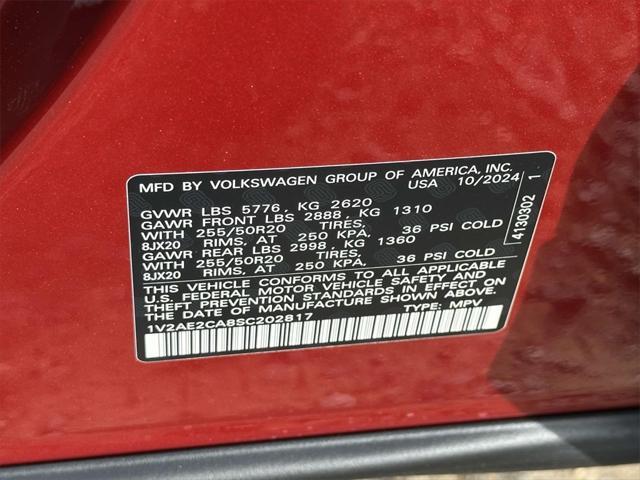 MFD BY VOLKSWAGEN GROUP OF AMERICA, INC.
USA 10/2024
GVWR LBS 5776, KG 2620
GAWR FRONT LBS 2888, KG 1310
WITH 255/50R20 TIRES, 36 PSI COLD
8JX20 RIMS, AT 250 KPA,
GAWR REAR LBS 2998, KG 1360
WITH 255/50R20 TIRES, 36 PSI COLD
8JX20 RIMS, AT 250 KPA,
THIS VEHICLE CONFORMS TO ALL APPLICABLE
U.S. FEDERAL MOTOR VEHICLE SAFETY AND
THEFT PREVENTION STANDARDS IN EFFECT ON
THE DATE OF MANUFACTURE SHOWN ABOVE.
1V2AE2CA8SC202817 TYPE: MPV
4130302 1